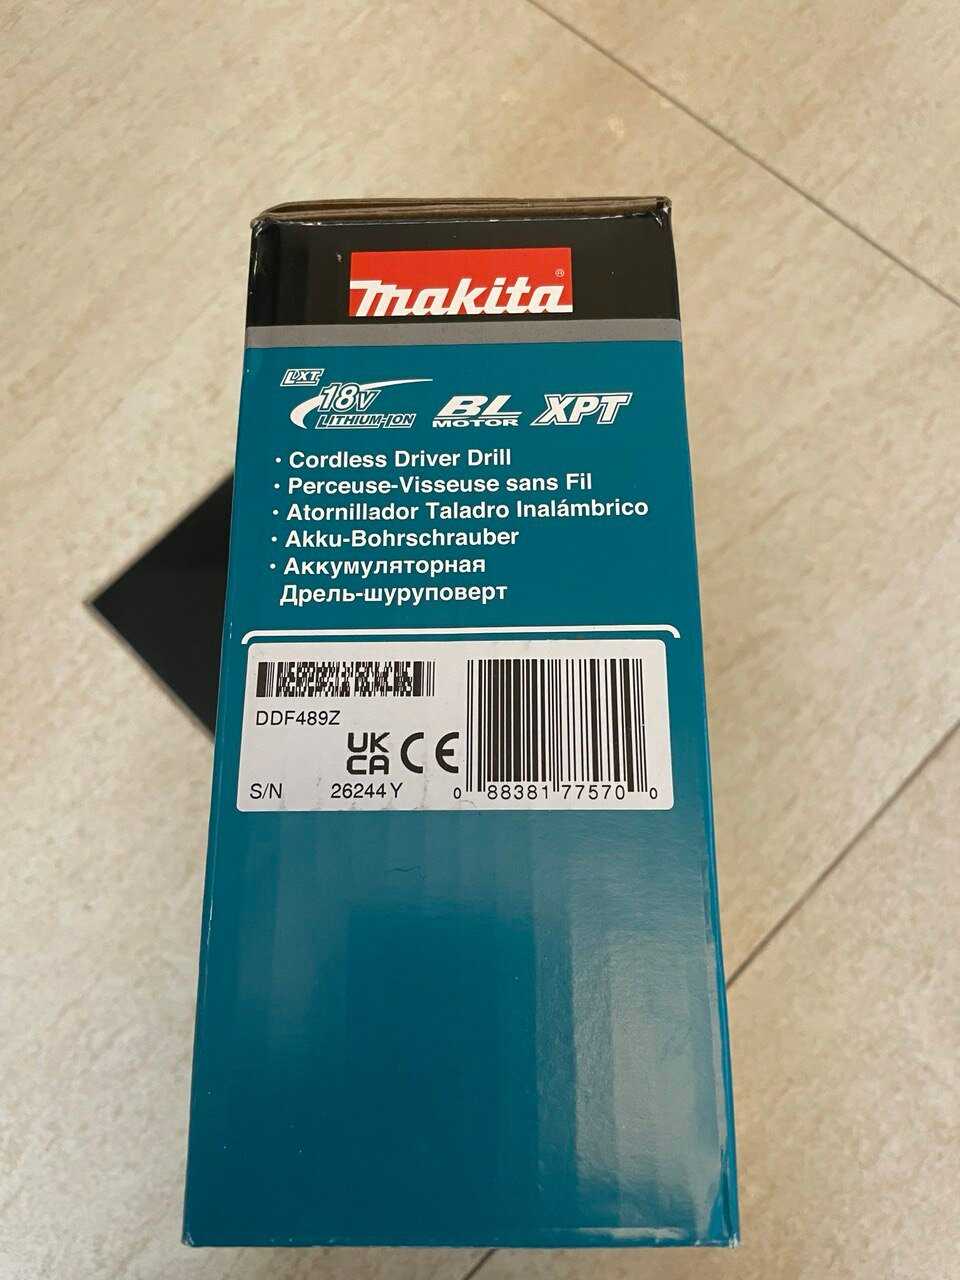 makita®
LXT
18V
LITHIUM-ION
BL
MOTOR
XPT
• Cordless Driver Drill
• Perceuse-Visseuse sans Fil
• Atornillador Taladro Inalámbrico
• Akku-Bohrschrauber
• Аккумуляторная
Дрель-шуруповерт
DDF489Z
UK
CA
CE
S/N 26244 Y
0 88381 77570 0